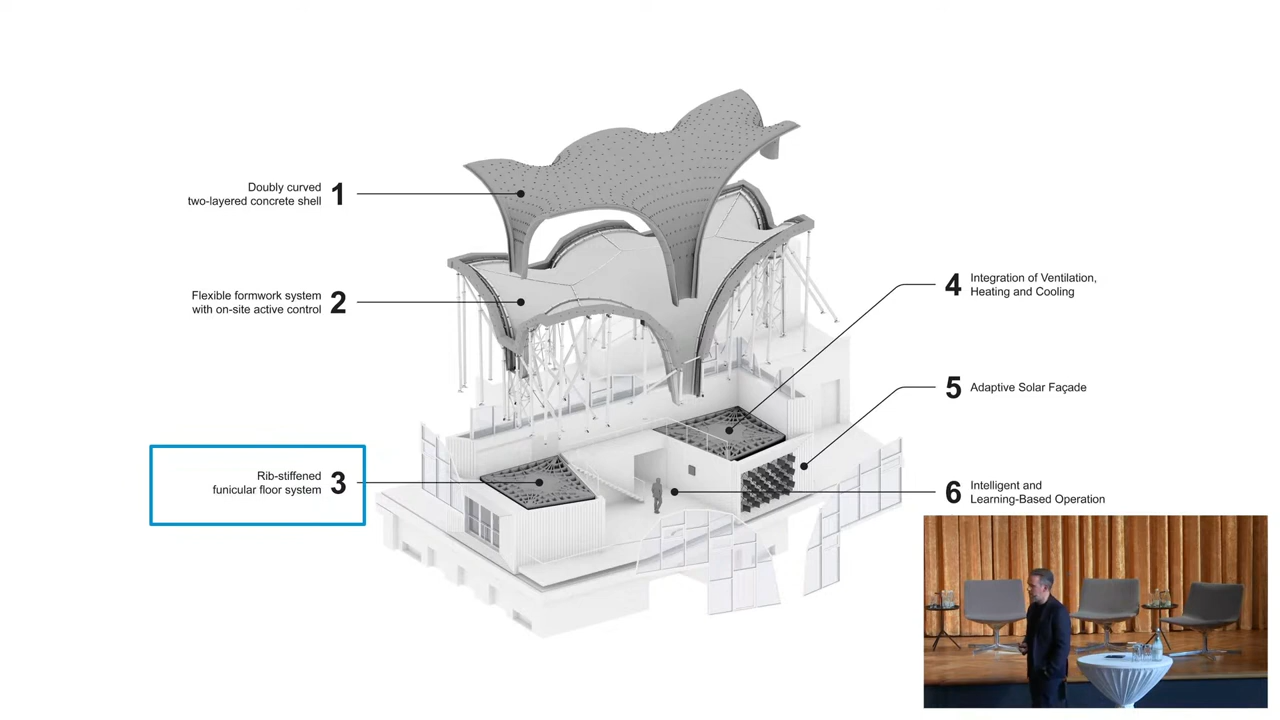 Doubly curved
two-layered concrete shell
1
Flexible formwork system
with on-site active control
2
Rib-stiffened
funicular floor system
3
4
Integration of Ventilation,
Heating and Cooling
5
Adaptive Solar Façade
6
Intelligent and
Learning-Based Operation